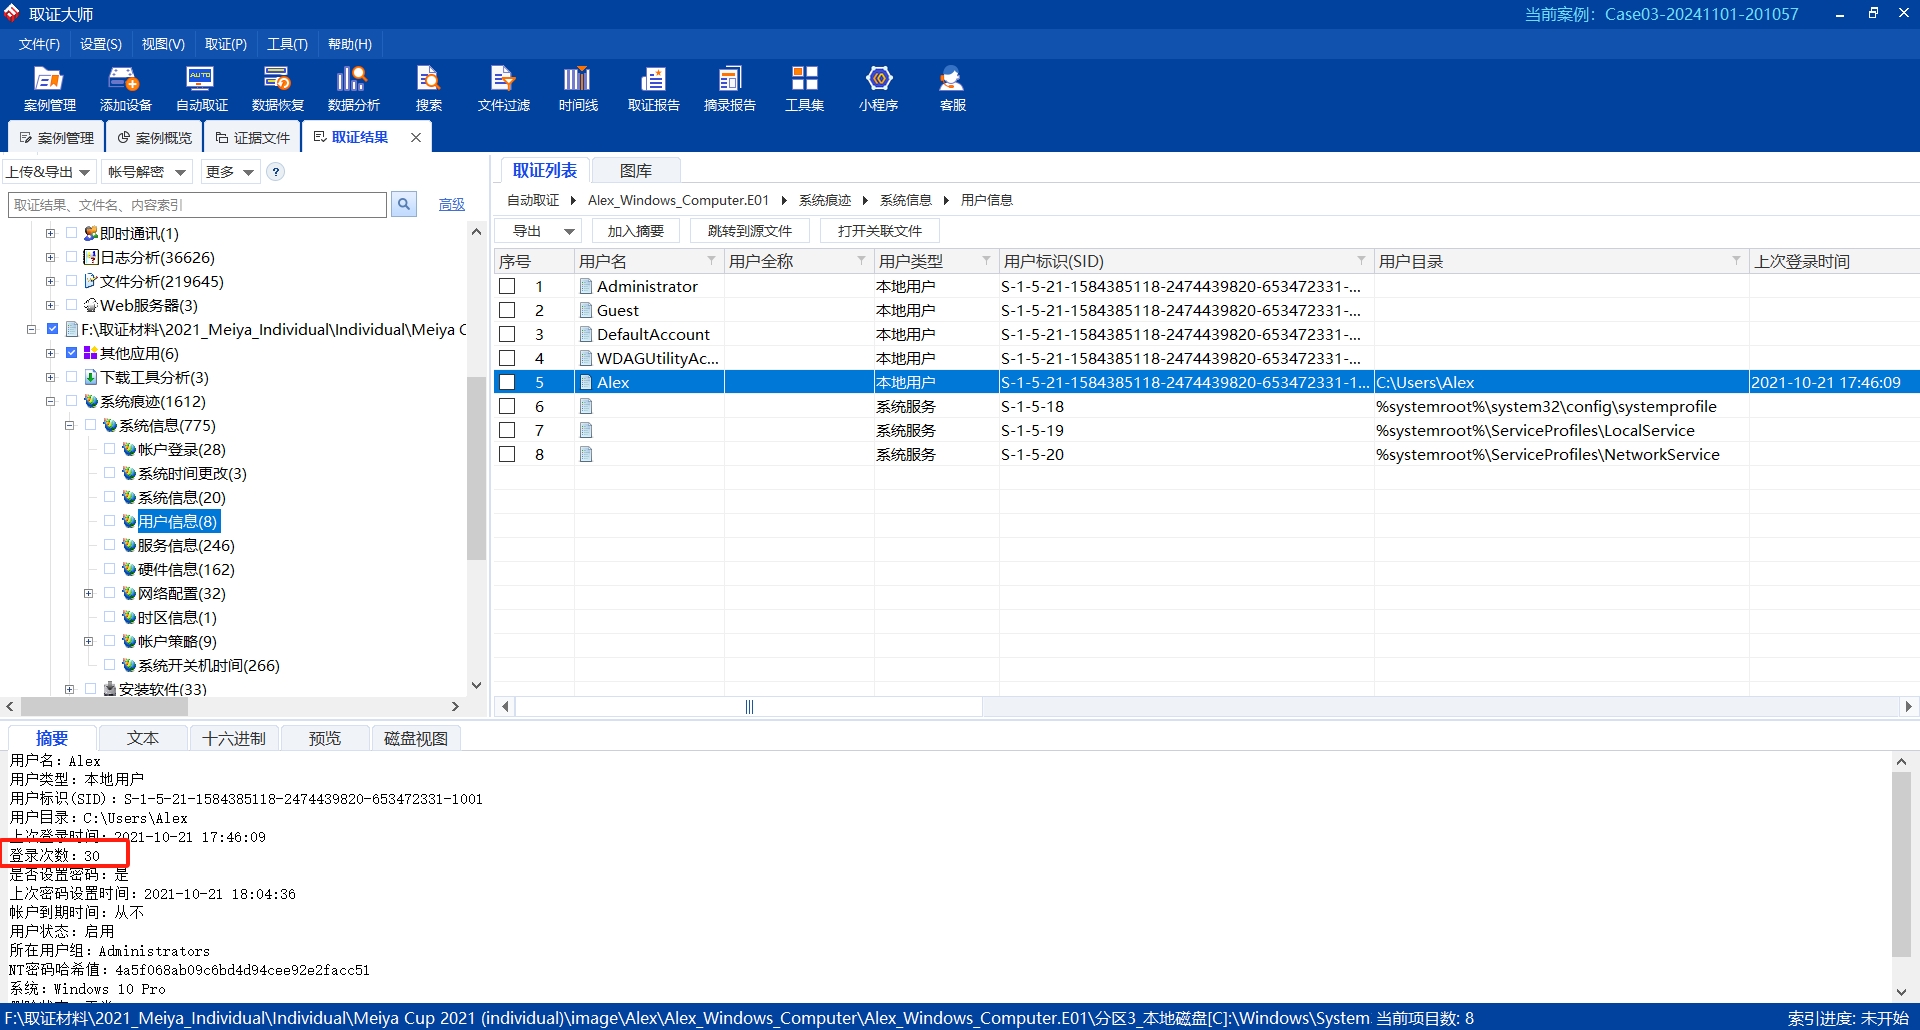 取证大师
当前案例：Case03-20241101-201057
文件(F) 设置(S) 视图(V) 取证(P) 工具(T) 帮助(H)
案例管理 添加设备 自动取证 数据恢复 数据分析 搜索 文件过滤 时间线 取证报告 摘录报告 工具集 小程序 客服
案例管理 案例概览 证据文件 取证结果
上传&导出 帐号解密 更多 ?
取证结果、文件名、内容索引 高级
即时通讯(1)
日志分析(36626)
文件分析(219645)
Web服务器(3)
F:\取证材料\2021_Meiya_Individual\Individual\Meiya C
其他应用(6)
下载工具分析(3)
系统痕迹(1612)
系统信息(775)
帐户登录(28)
系统时间更改(3)
系统信息(20)
用户信息(8)
服务信息(246)
硬件信息(162)
网络配置(32)
时区信息(1)
帐户策略(9)
系统开关机时间(266)
安装软件(33)
取证列表 图库
自动取证 Alex_Windows_Computer.E01 系统痕迹 系统信息 用户信息
导出 加入摘要 跳转到源文件 打开关联文件
序号 用户名 用户全称 用户类型 用户标识(SID) 用户目录 上次登录时间
1 Administrator 本地用户 S-1-5-21-1584385118-2474439820-653472331-...
2 Guest 本地用户 S-1-5-21-1584385118-2474439820-653472331-...
3 DefaultAccount 本地用户 S-1-5-21-1584385118-2474439820-653472331-...
4 WDAGUtilityAc... 本地用户 S-1-5-21-1584385118-2474439820-653472331-...
5 Alex 本地用户 S-1-5-21-1584385118-2474439820-653472331-1... C:\Users\Alex 2021-10-21 17:46:09
6 系统服务 S-1-5-18 %systemroot%\system32\config\systemprofile
7 系统服务 S-1-5-19 %systemroot%\ServiceProfiles\LocalService
8 系统服务 S-1-5-20 %systemroot%\ServiceProfiles\NetworkService
摘要 文本 十六进制 预览 磁盘视图
用户名：Alex
用户类型：本地用户
用户标识(SID)：S-1-5-21-1584385118-2474439820-653472331-1001
用户目录：C:\Users\Alex
上次登录时间：2021-10-21 17:46:09
登录次数：30
是否设置密码：是
上次密码设置时间：2021-10-21 18:04:36
帐户到期时间：从不
用户状态：启用
所在用户组：Administrators
NT密码哈希值：4a5f068ab09c6bd4d94cee92e2facc51
系统：Windows 10 Pro
F:\取证材料\2021_Meiya_Individual\Individual\Meiya Cup 2021 (individual)\image\Alex\Alex_Windows_Computer\Alex_Windows_Computer.E01\分区3_本地磁盘[C]:\Windows\System 当前项目数: 8 索引进度: 未开始